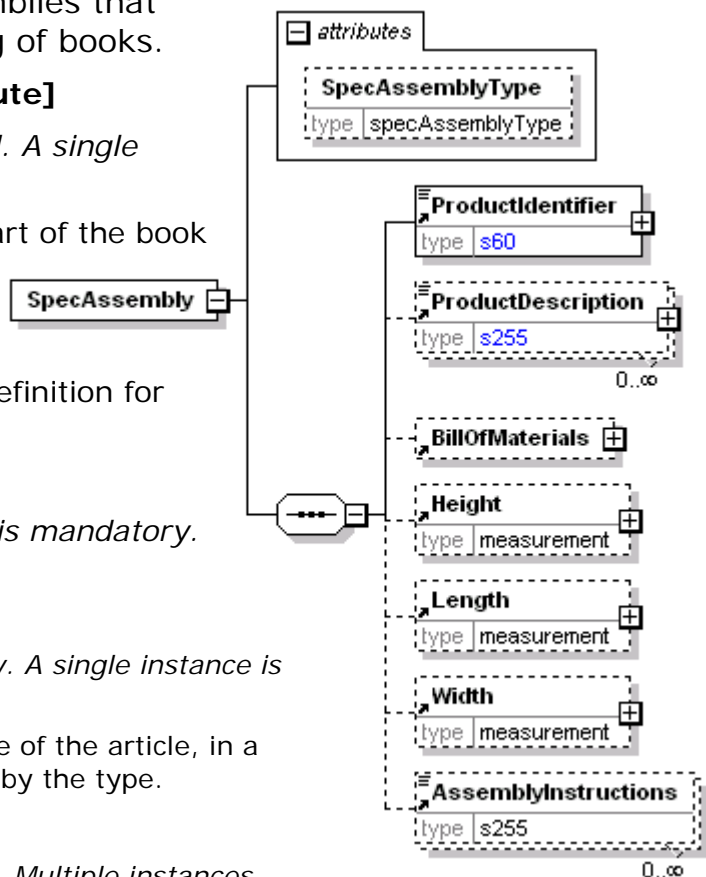 mblies that
g of books.
ute]
l. A single
art of the book
efinition for
is mandatory.
y. A single instance is
e of the article, in a
by the type.
. Multiple instances
attributes
SpecAssemblyType
type specAssemblyType
SpecAssembly
ProductIdentifier
type s60
ProductDescription
type s255
0..∞
BillOfMaterials
Height
type measurement
Length
type measurement
Width
type measurement
AssemblyInstructions
type s255
0..∞